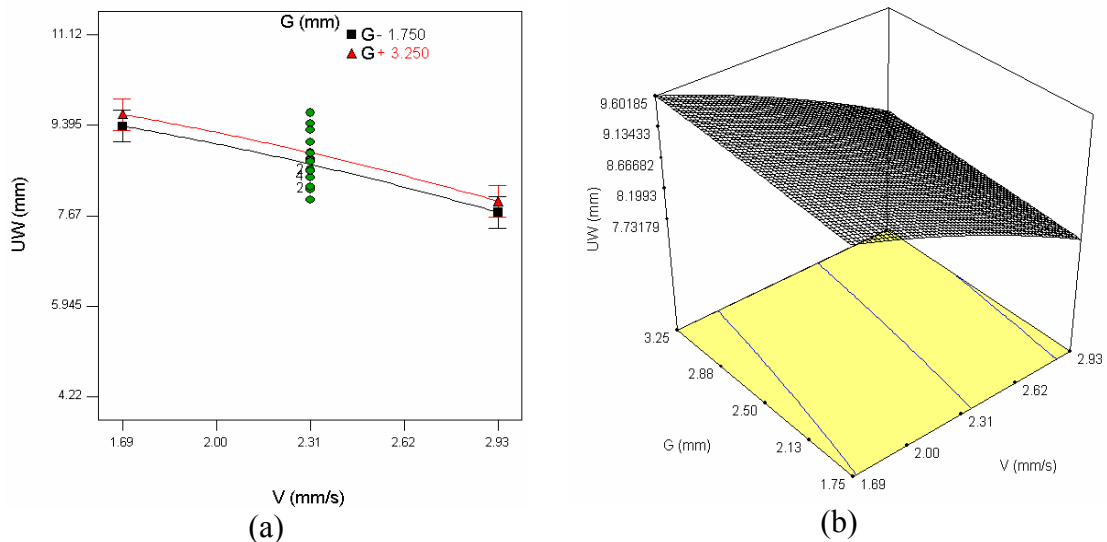 G (mm)
G- 1.750
G+ 3.250
11.12
9.395
7.67
5.945
4.22
UW (mm)
2
4
2
1.69
2.00
2.31
2.62
2.93
V (mm/s)
(a)
9.60185
9.13433
8.66682
8.1993
7.73179
UW (mm)
3.25
2.88
2.50
2.13
1.75
G (mm)
1.69
2.00
2.31
2.62
2.93
V (mm/s)
(b)